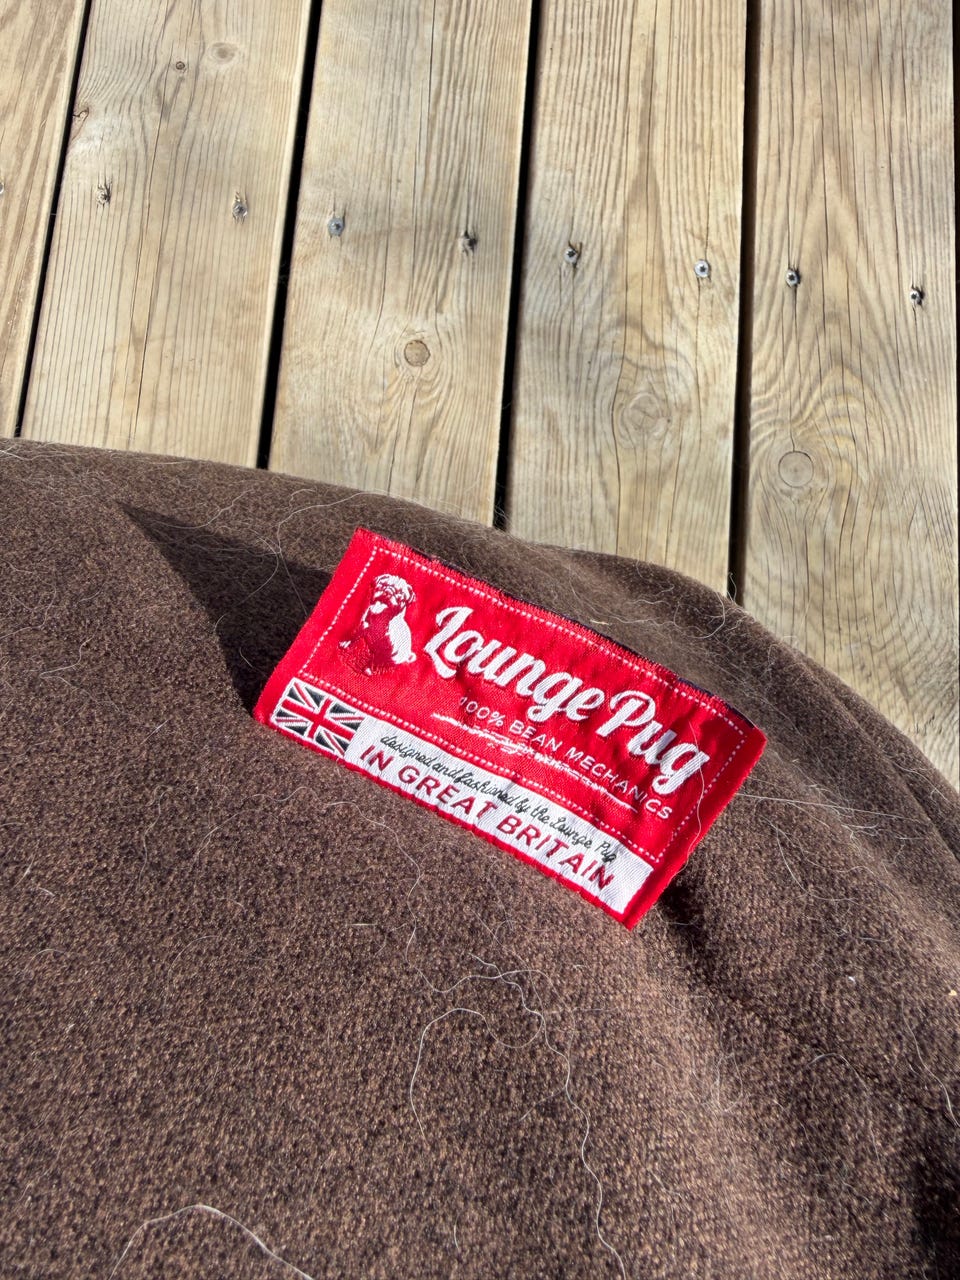 Lounge Pug
100% BEAN MECHANICS
designed and fashioned by the Lounge Pug
IN GREAT BRITAIN